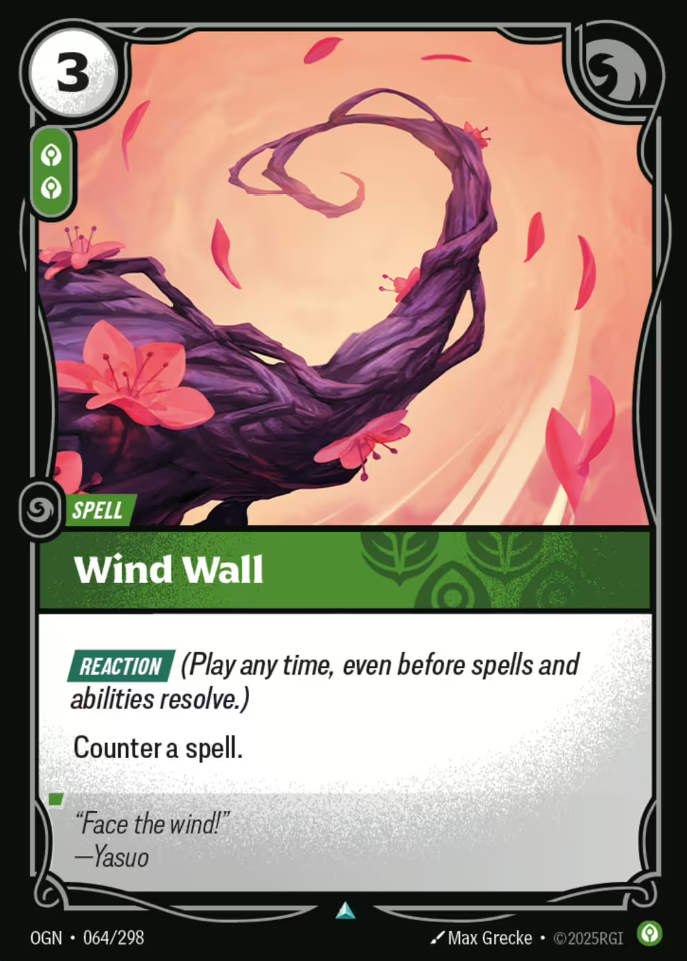 3
SPELL
Wind Wall
REACTION (Play any time, even before spells and
abilities resolve.)
Counter a spell.
“Face the wind!”
—Yasuo
OGN • 064/298
Max Grecke • ©2025RGI